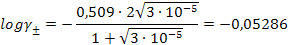 logγ± = − (0,509 · 2√(3 · 10⁻⁵)) / (1 + √(3 · 10⁻⁵)) = −0,05286